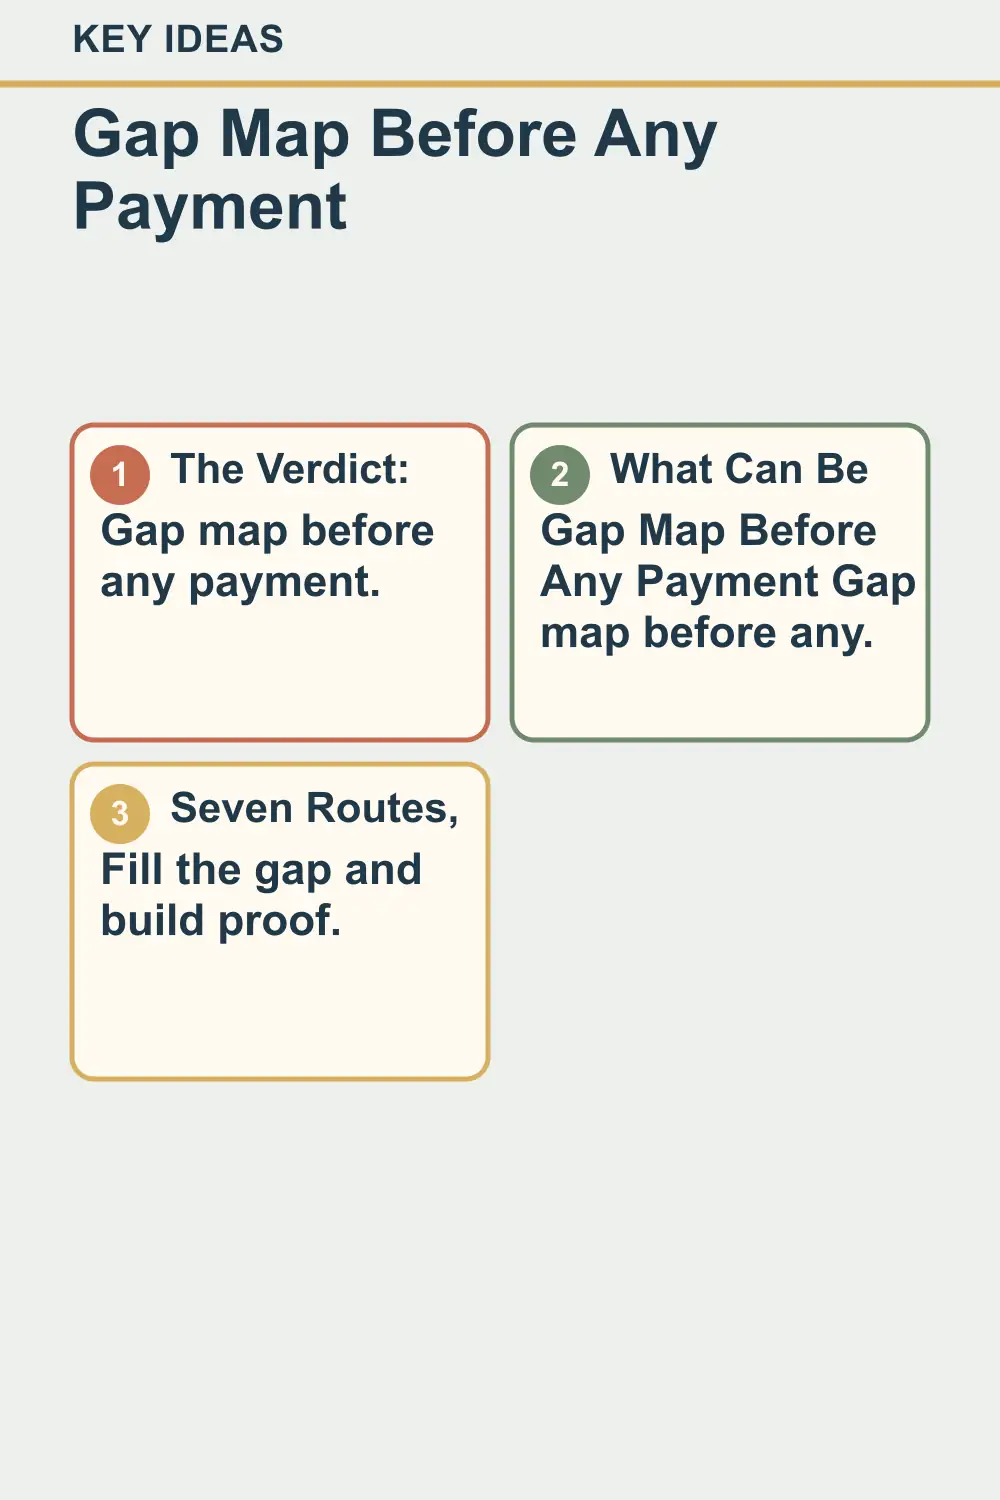 KEY IDEAS
Gap Map Before Any
Payment
1 The Verdict:
Gap map before
any payment.
2 What Can Be
Gap Map Before
Any Payment Gap
map before any.
3 Seven Routes,
Fill the gap and
build proof.